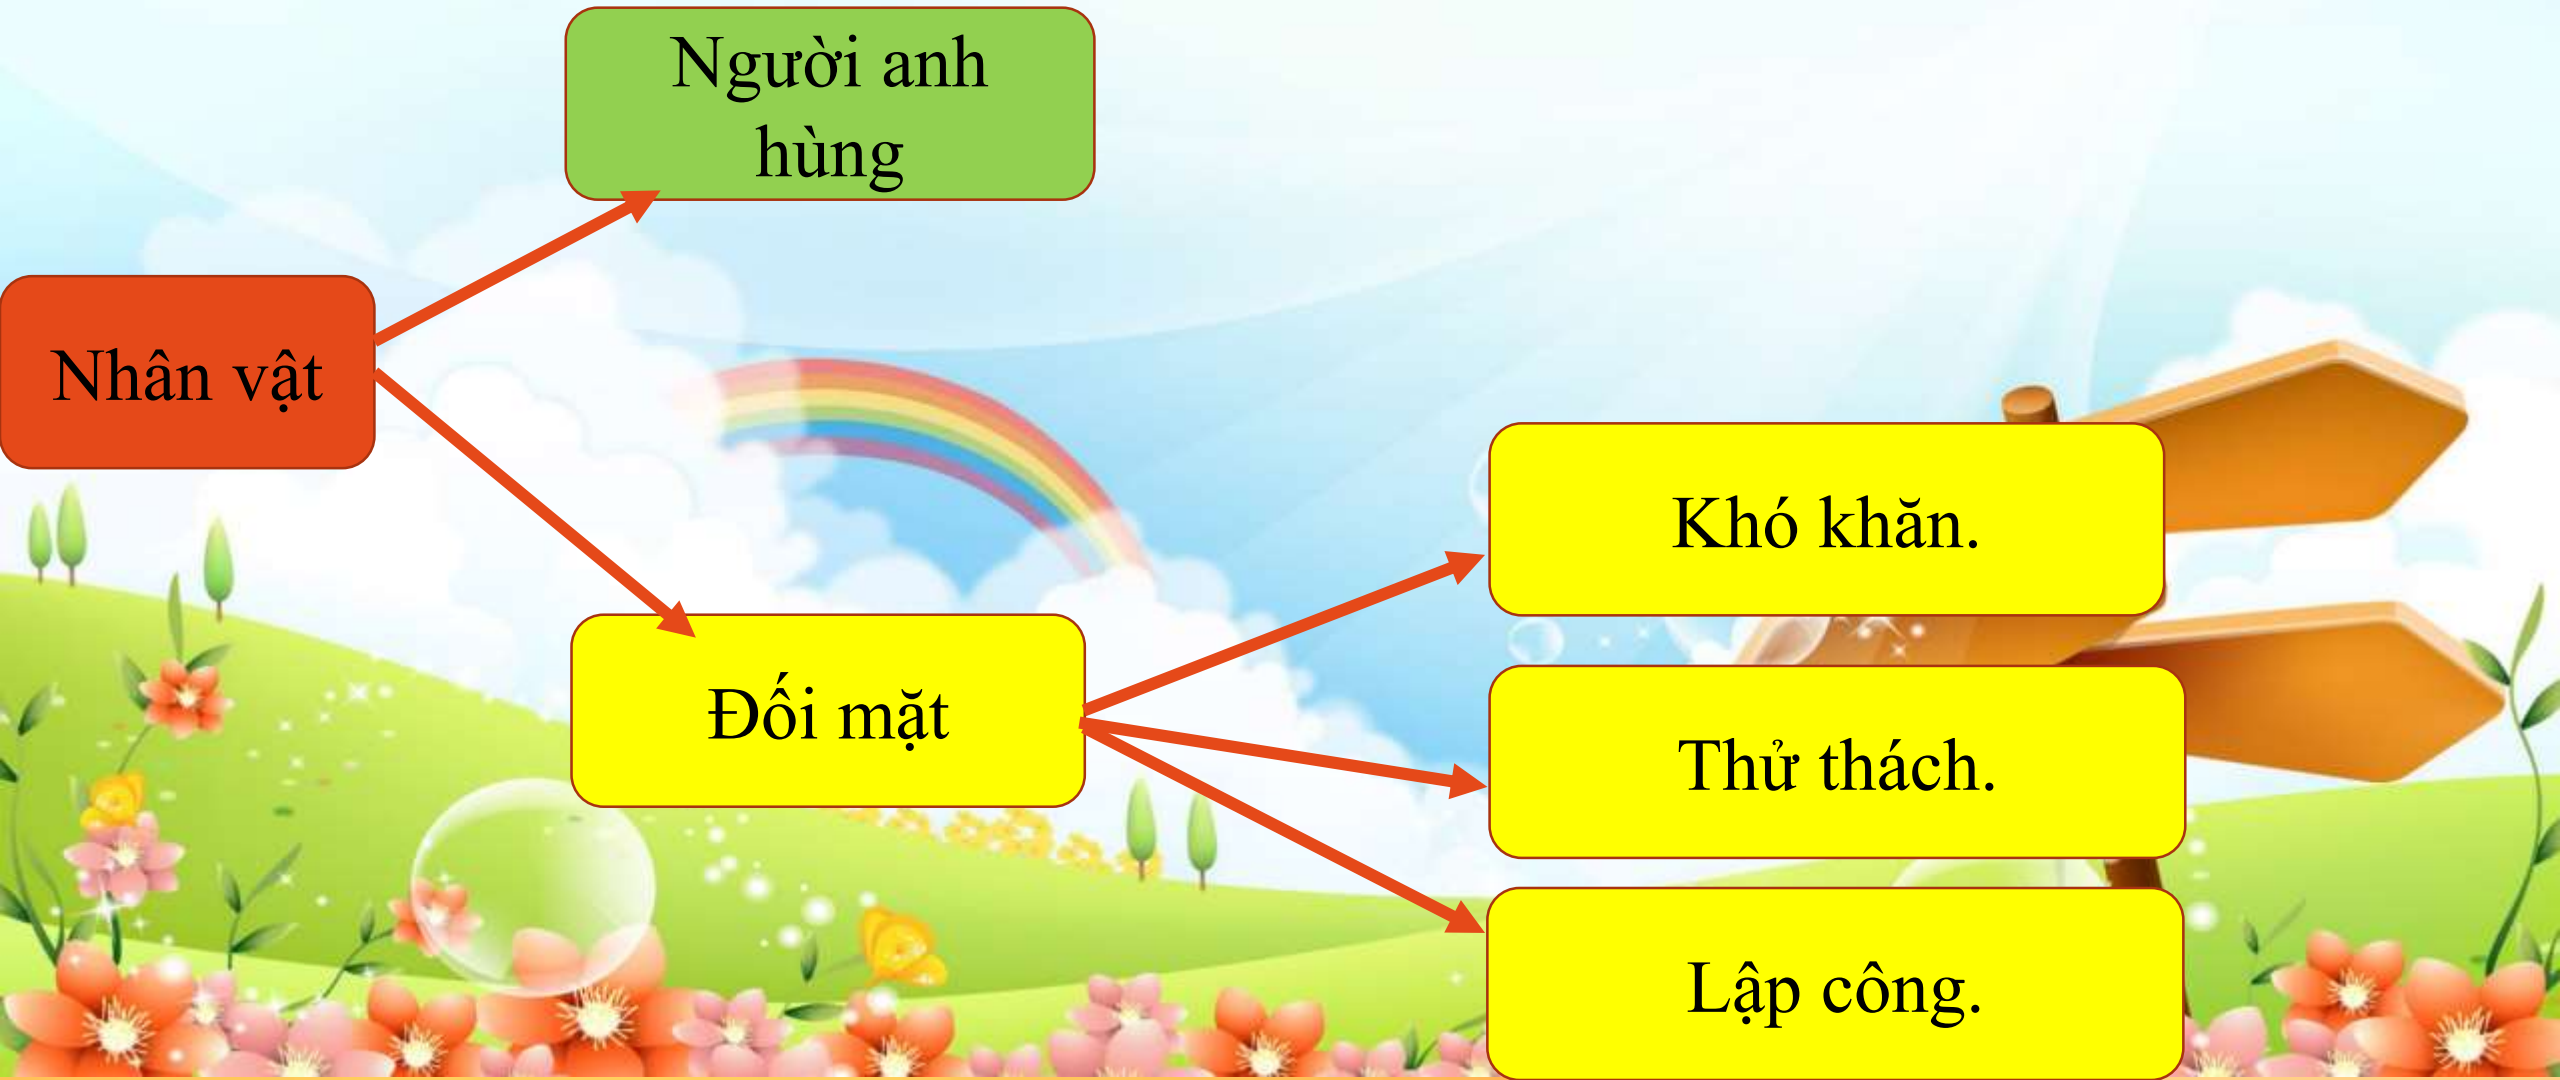 Người anh
hùng
Nhân vật
Khó khăn.
Đối mặt
Thử thách.
Lập công.